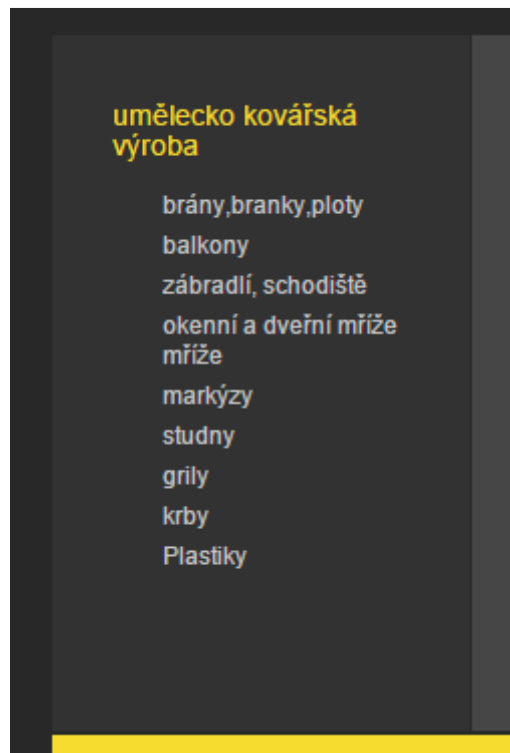 umělecko kovářská
výroba
brány,branky,ploty
balkony
zábradlí, schodiště
okenní a dveřní mříže
mříže
markýzy
studny
grily
krby
Plastiky